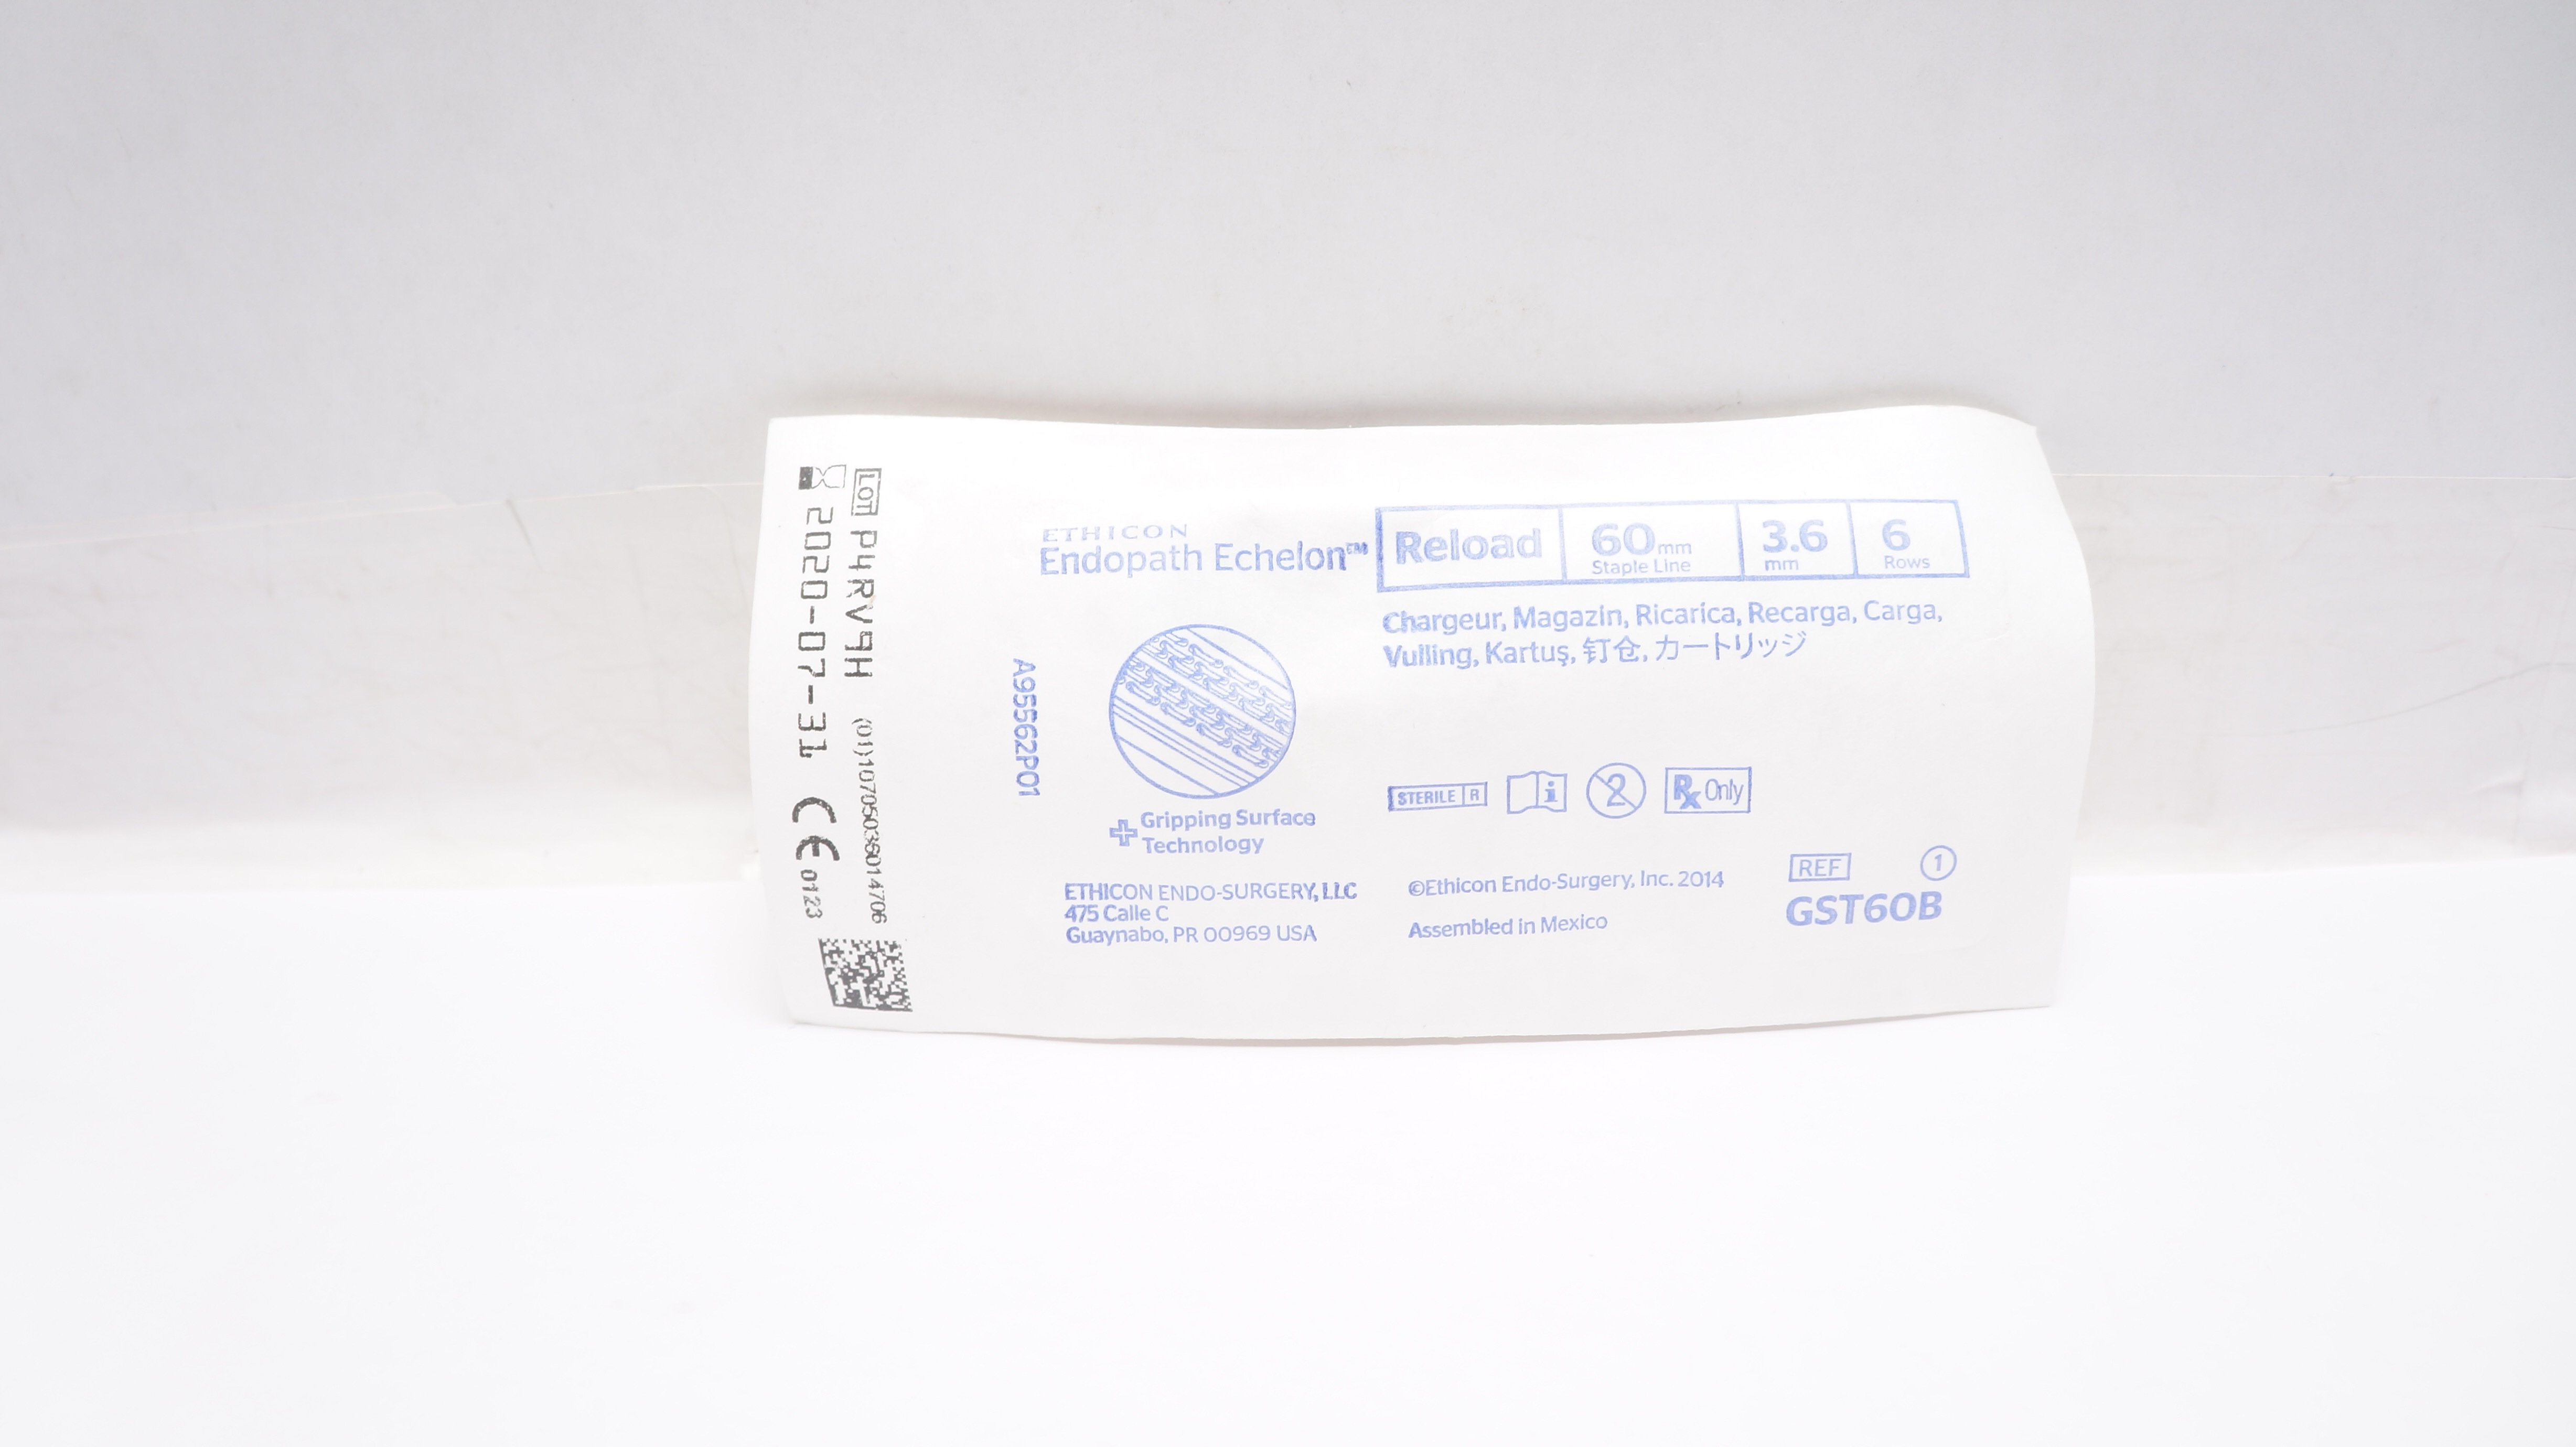 LOT P4RV9H (01)10705036014706
2020-07-31 CE 0123
A95562P01
ETHICON
Endopath Echelon™
Reload
60mm
Staple Line
3.6
mm
6
Rows
Chargeur, Magazin, Ricarica, Recarga, Carga,
Vulling, Kartuş, 钉仓, カートリッジ
Gripping Surface
Technology
STERILE R
i
2
Rx Only
ETHICON ENDO-SURGERY, LLC
475 Calle C
Guaynabo, PR 00969 USA
©Ethicon Endo-Surgery, Inc. 2014
Assembled in Mexico
REF
1
GST60B